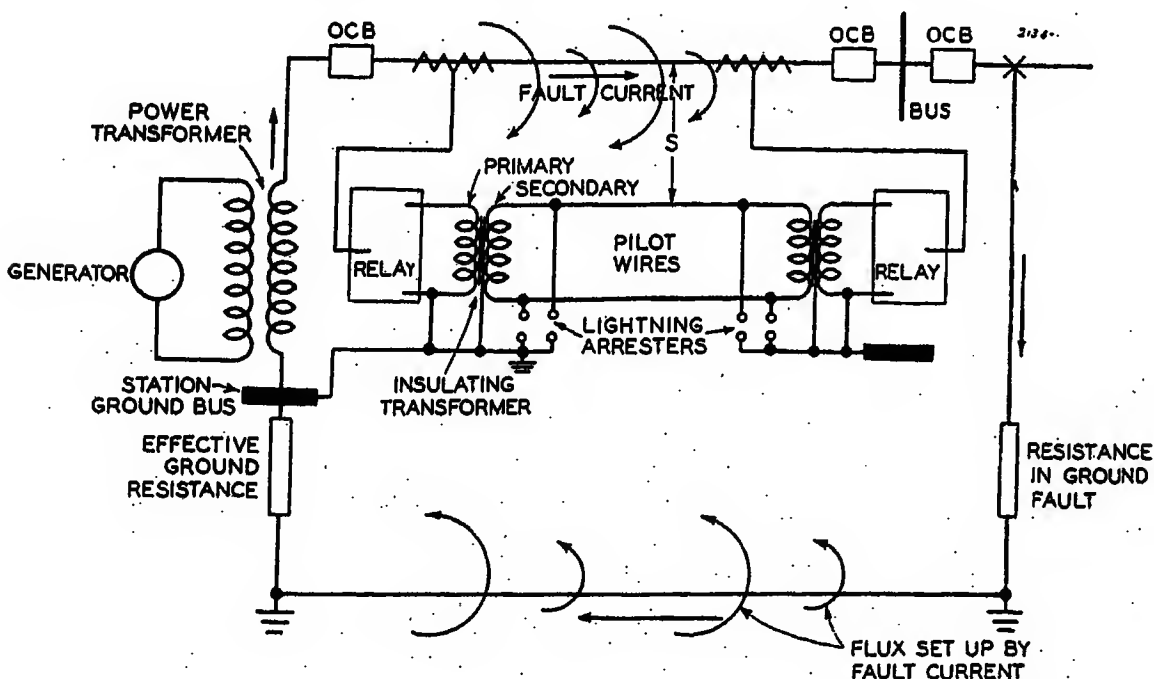 OCB
OCB
OCB
FAULT CURRENT
BUS
POWER
TRANSFORMER
S
PRIMARY
SECONDARY
GENERATOR
RELAY
PILOT
WIRES
RELAY
LIGHTNING
ARRESTERS
STATION
GROUND BUS
INSULATING
TRANSFORMER
EFFECTIVE
GROUND
RESISTANCE
RESISTANCE
IN GROUND
FAULT
FLUX SET UP BY
FAULT CURRENT